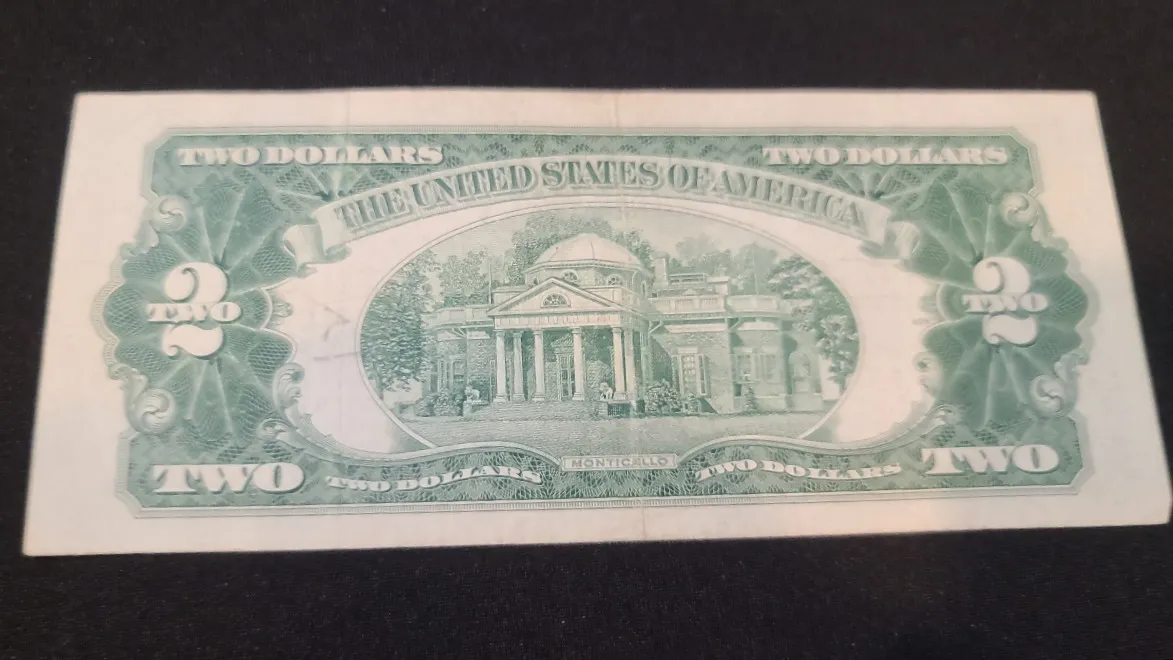 TWO DOLLARS TWO DOLLARS
THE UNITED STATES OF AMERICA
2 2
TWO TWO
MONTICELLO
TWO TWO DOLLARS TWO DOLLARS TWO